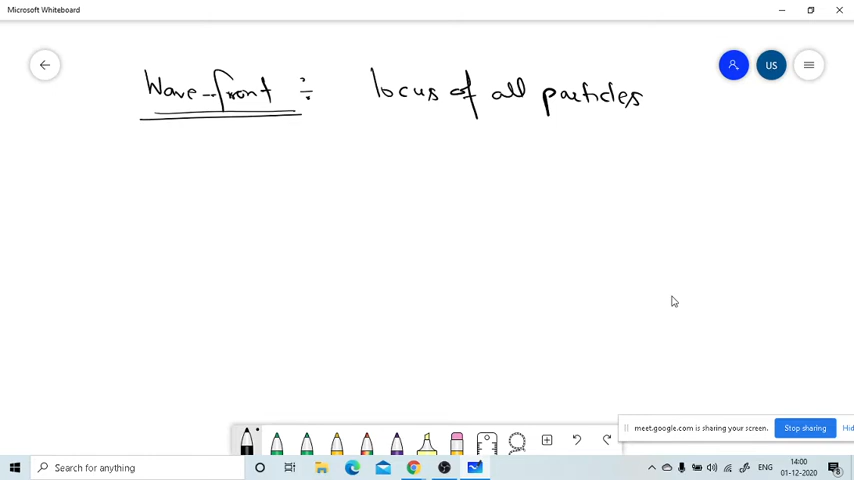 Microsoft Whiteboard
US
Wave-front ÷ locus of all particles
meet.google.com is sharing your screen.
Stop sharing
Hid
Search for anything
ENG
14:00
01-12-2020
8